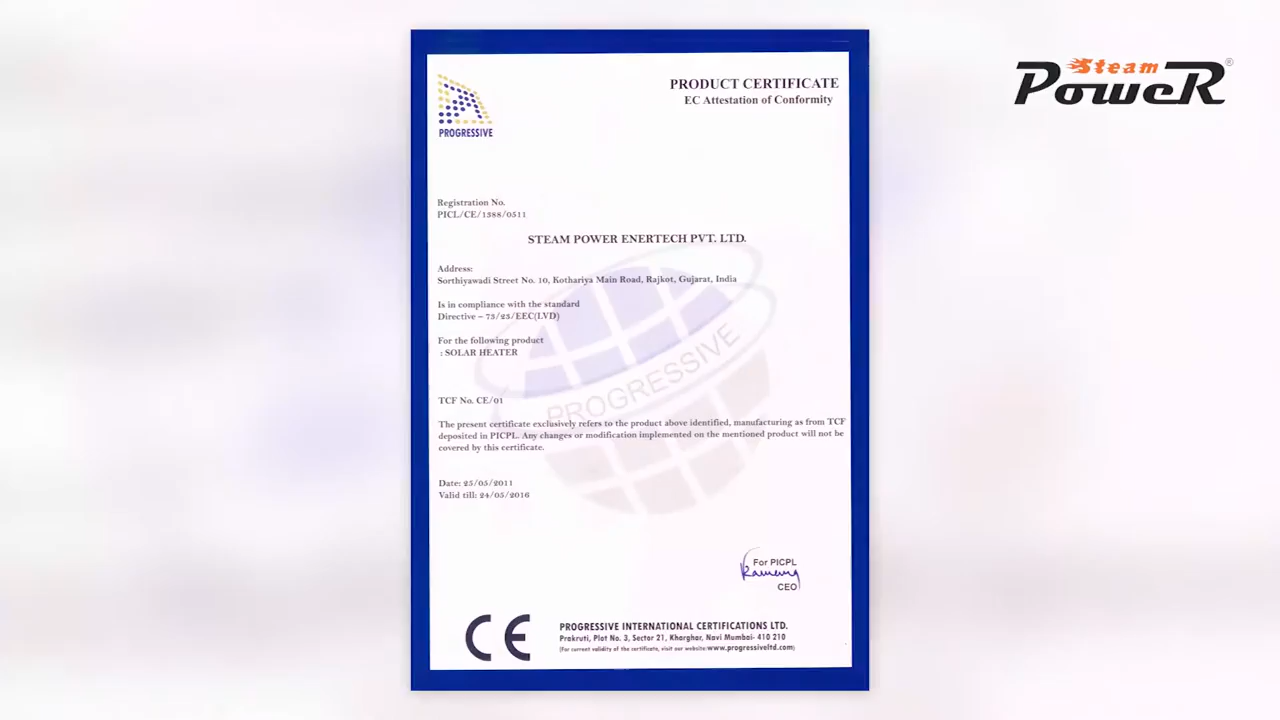 Steam
PoweR®
PROGRESSIVE
PRODUCT CERTIFICATE
EC Attestation of Conformity
Registration No.
PICL/CE/1388/0511
STEAM POWER ENERTECH PVT. LTD.
Address:
Sorthiyawadi Street No. 10, Kothariya Main Road, Rajkot, Gujarat, India
Is in compliance with the standard
Directive – 73/23/EEC(LVD)
For the following product
: SOLAR HEATER
PROGRESSIVE
TCF No. CE/01
The present certificate exclusively refers to the product above identified, manufacturing as from TCF
deposited in PICPL. Any changes or modification implemented on the mentioned product will not be
covered by this certificate.
Date: 25/05/2011
Valid till: 24/05/2016
For PICPL
CEO
CE
PROGRESSIVE INTERNATIONAL CERTIFICATIONS LTD.
Prakruti, Plot No. 3, Sector 21, Kharghar, Navi Mumbai- 410 210
(For current validity of the certificate, visit our website:www.progressiveltd.com)